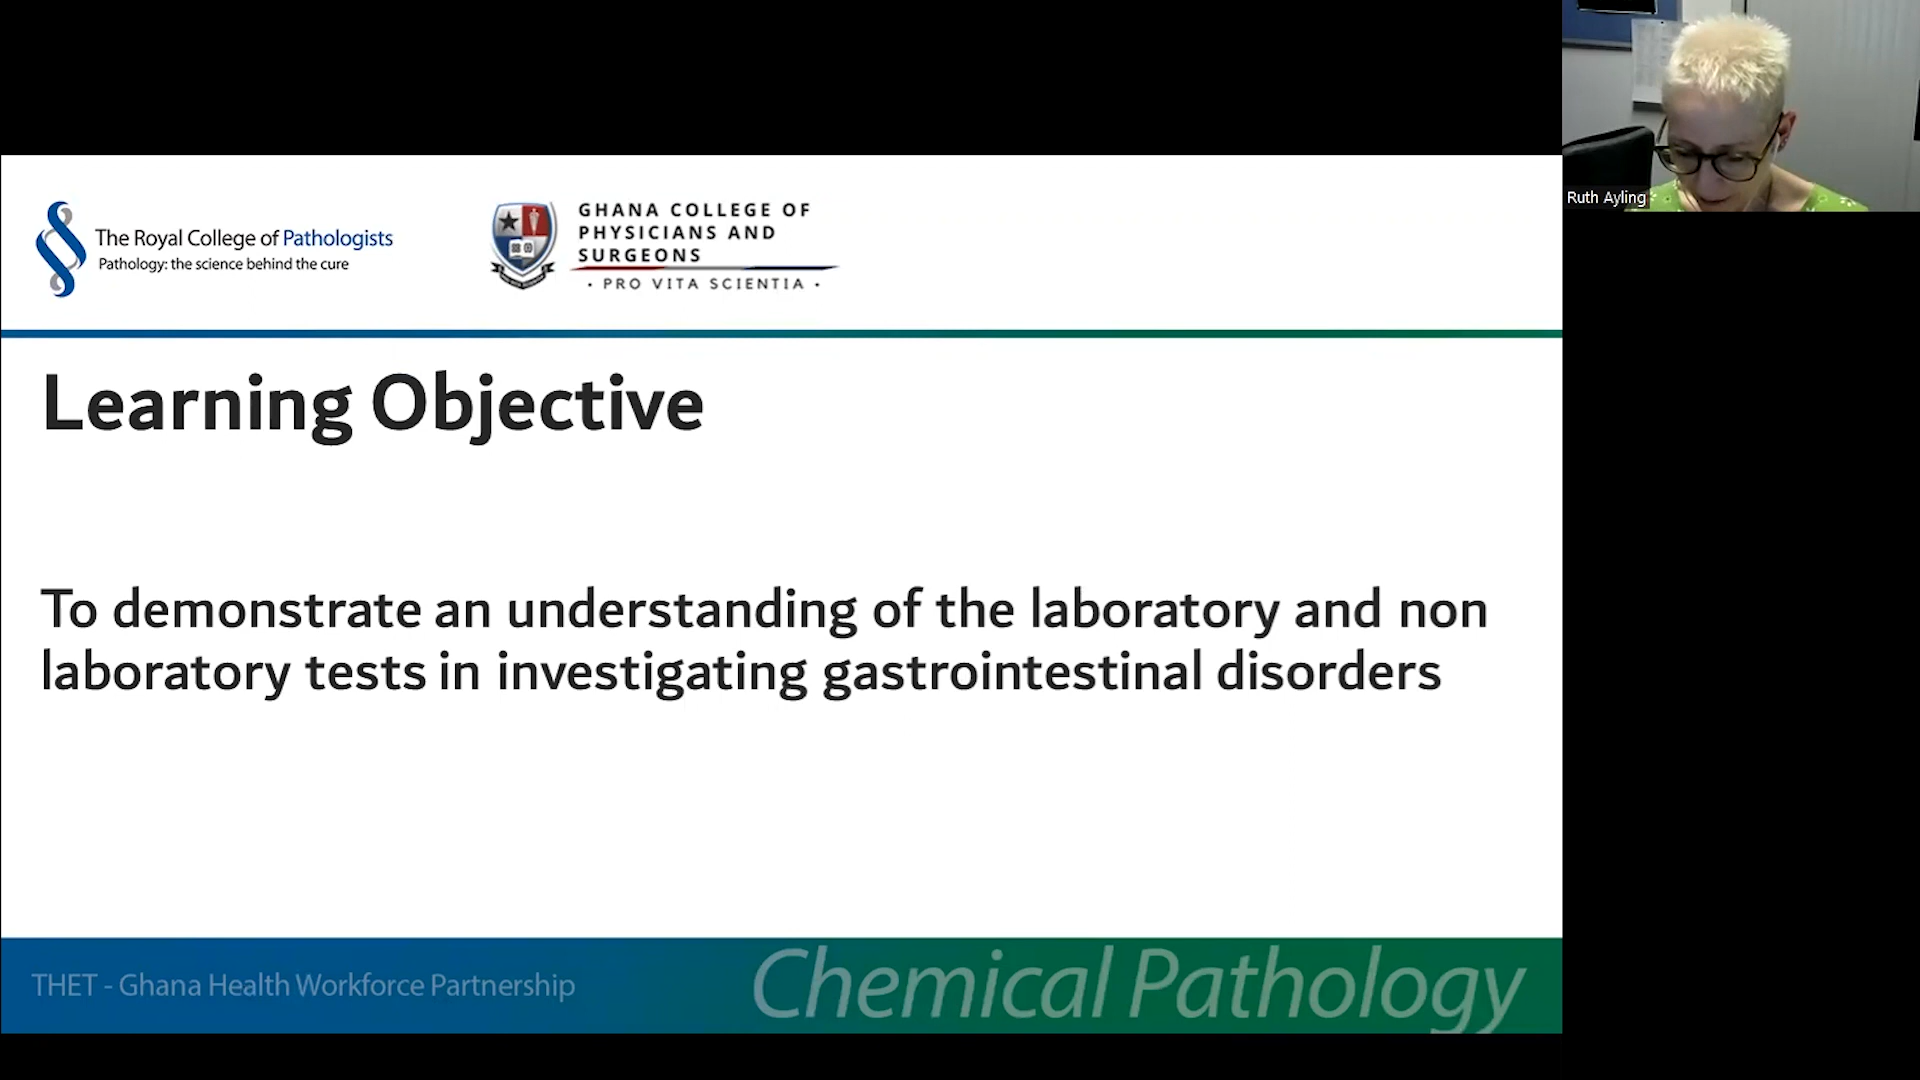 The Royal College of Pathologists
Pathology: the science behind the cure
GHANA COLLEGE OF
PHYSICIANS AND
SURGEONS
· PRO VITA SCIENTIA ·
Learning Objective
To demonstrate an understanding of the laboratory and non
laboratory tests in investigating gastrointestinal disorders
THET - Ghana Health Workforce Partnership
Chemical Pathology
Ruth Ayling